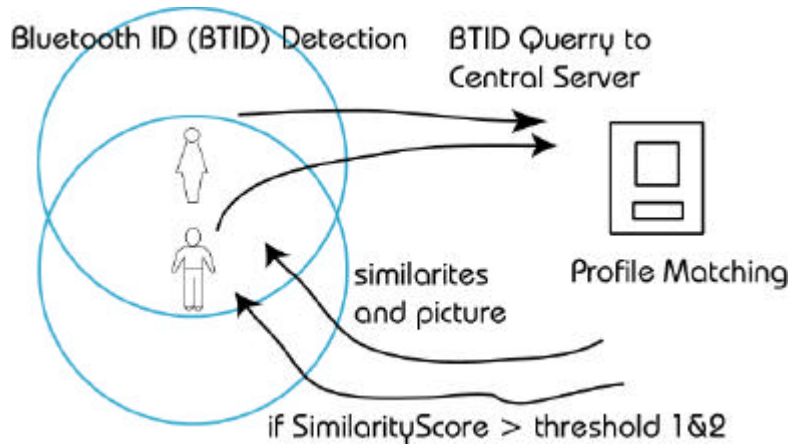 Bluetooth ID (BTID) Detection
BTID Querry to
Central Server
Profile Matching
similarites
and picture
if SimilarityScore > threshold 1&2